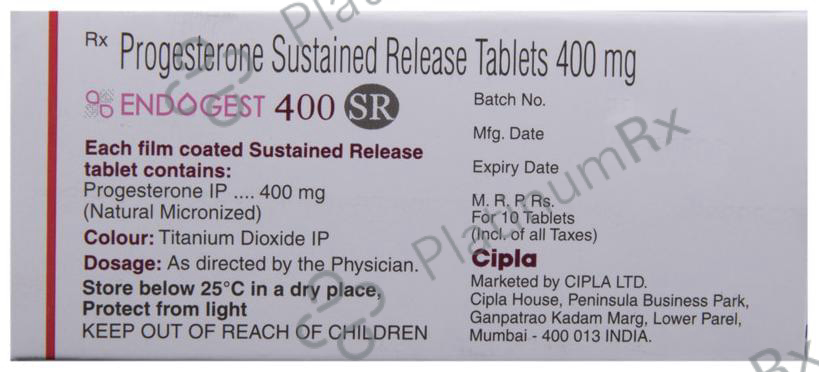 Rx Progesterone Sustained Release Tablets 400 mg
ENDOGEST 400 SR
Each film coated Sustained Release
tablet contains:
Progesterone IP .... 400 mg
(Natural Micronized)
Colour: Titanium Dioxide IP
Dosage: As directed by the Physician.
Store below 25°C in a dry place,
Protect from light
KEEP OUT OF REACH OF CHILDREN
Batch No.
Mfg. Date
Expiry Date
M. R. P. Rs.
For 10 Tablets
(Incl. of all Taxes)
Cipla
Marketed by CIPLA LTD.
Cipla House, Peninsula Business Park,
Ganpatrao Kadam Marg, Lower Parel,
Mumbai - 400 013 INDIA.
PlatinumRx